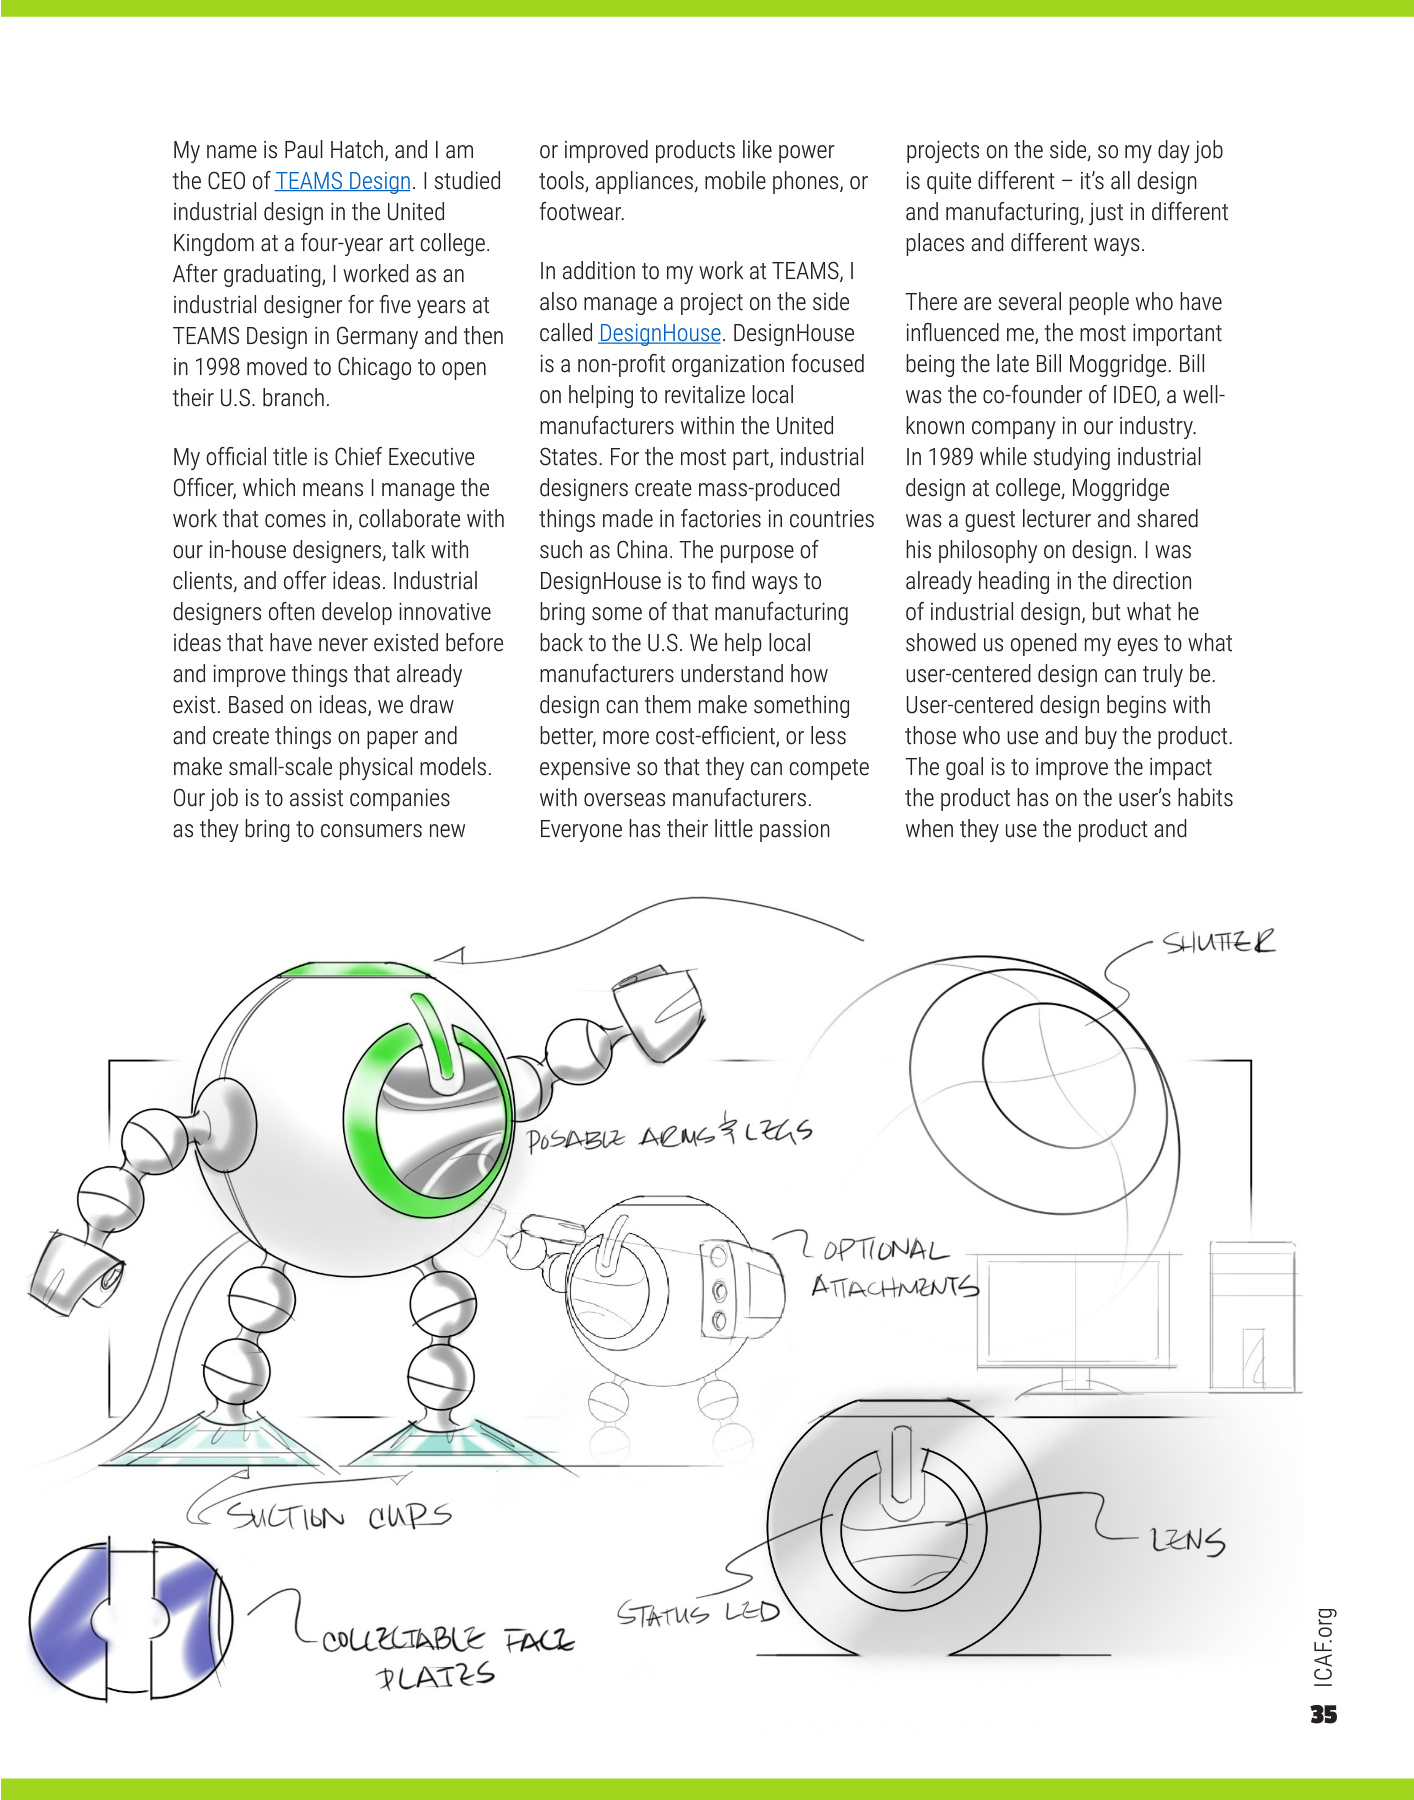 My name is Paul Hatch, and I am
the CEO of TEAMS Design. I studied
industrial design in the United
Kingdom at a four-year art college.
After graduating, I worked as an
industrial designer for five years at
TEAMS Design in Germany and then
in 1998 moved to Chicago to open
their U.S. branch.
My official title is Chief Executive
Officer, which means I manage the
work that comes in, collaborate with
our in-house designers, talk with
clients, and offer ideas. Industrial
designers often develop innovative
ideas that have never existed before
and improve things that already
exist. Based on ideas, we draw
and create things on paper and
make small-scale physical models.
Our job is to assist companies
as they bring to consumers new
or improved products like power
tools, appliances, mobile phones, or
footwear.
In addition to my work at TEAMS, I
also manage a project on the side
called DesignHouse. DesignHouse
is a non-profit organization focused
on helping to revitalize local
manufacturers within the United
States. For the most part, industrial
designers create mass-produced
things made in factories in countries
such as China. The purpose of
DesignHouse is to find ways to
bring some of that manufacturing
back to the U.S. We help local
manufacturers understand how
design can them make something
better, more cost-efficient, or less
expensive so that they can compete
with overseas manufacturers.
Everyone has their little passion
projects on the side, so my day job
is quite different – it’s all design
and manufacturing, just in different
places and different ways.
There are several people who have
influenced me, the most important
being the late Bill Moggridge. Bill
was the co-founder of IDEO, a well-
known company in our industry.
In 1989 while studying industrial
design at college, Moggridge
was a guest lecturer and shared
his philosophy on design. I was
already heading in the direction
of industrial design, but what he
showed us opened my eyes to what
user-centered design can truly be.
User-centered design begins with
those who use and buy the product.
The goal is to improve the impact
the product has on the user’s habits
when they use the product and
SHUTTER
POSABLE ARMS & LEGS
OPTIONAL
ATTACHMENTS
SUCTION CUPS
LENS
STATUS LED
COLLECTABLE FACE
PLATES
ICAF.org
35